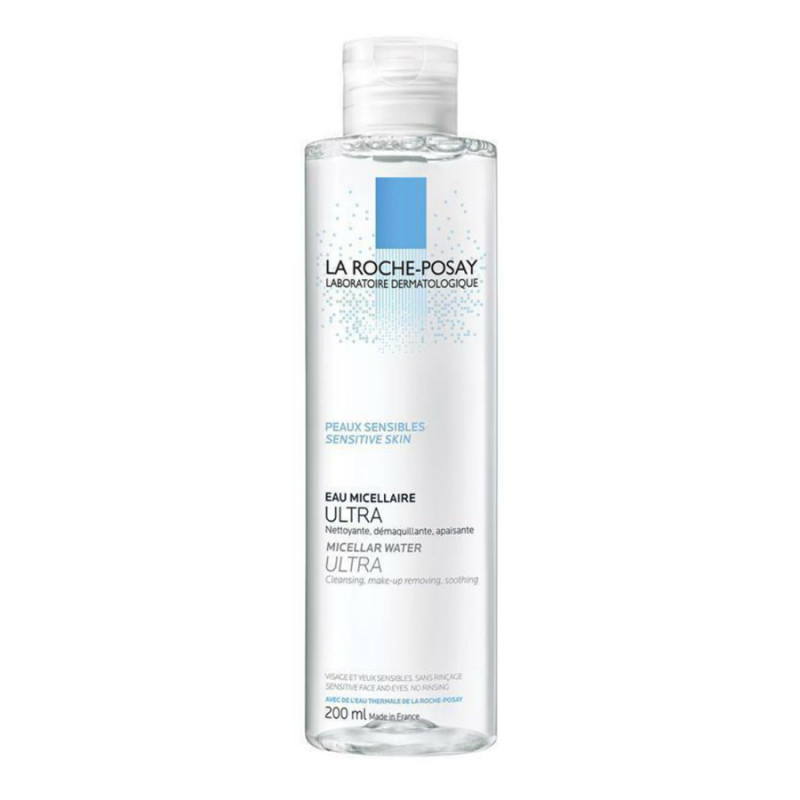 LA ROCHE-POSAY
LABORATOIRE DERMATOLOGIQUE
PEAUX SENSIBLES
SENSITIVE SKIN
EAU MICELLAIRE
ULTRA
Nettoyante, démaquillante, apaisante
MICELLAR WATER
ULTRA
Cleansing, make-up removing, soothing
VISAGE ET YEUX SENSIBLES. SANS RINÇAGE
SENSITIVE FACE AND EYES. NO RINSING
AVEC DE L'EAU THERMALE DE LA ROCHE-POSAY
200 ml Made in France